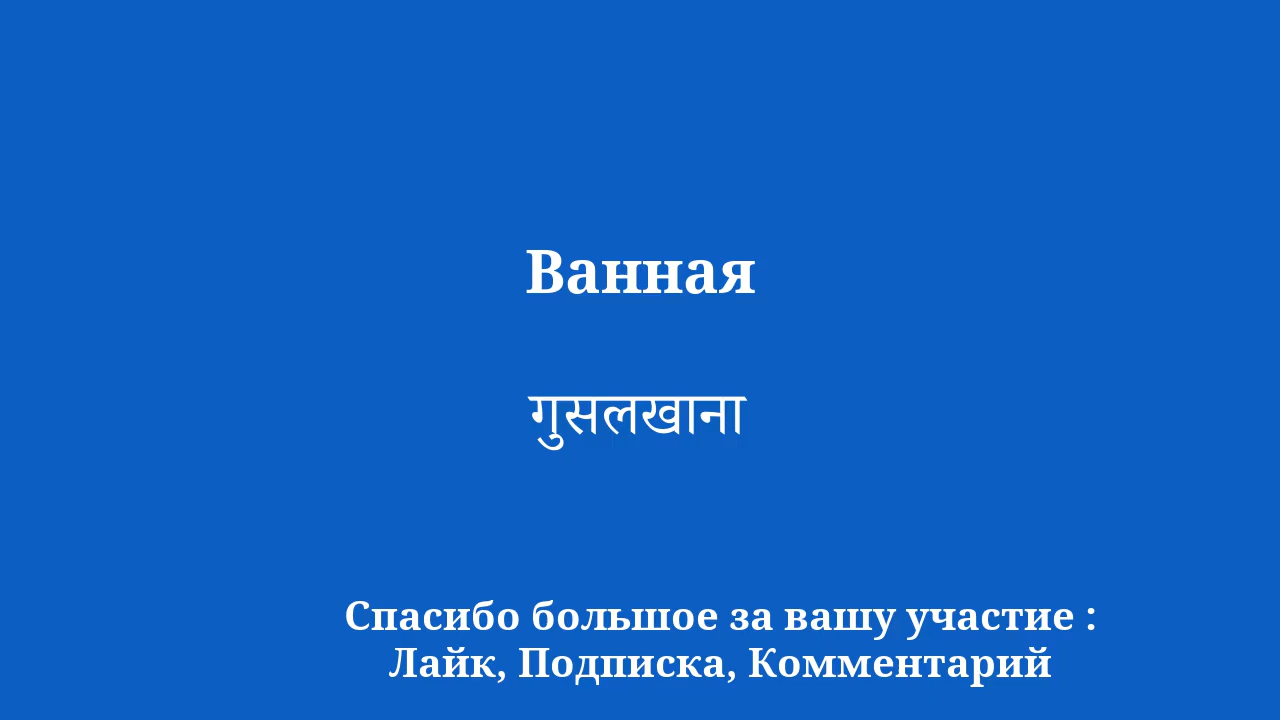 Ванная
गुसलखाना
Спасибо большое за вашу участие :
Лайк, Подписка, Комментарий